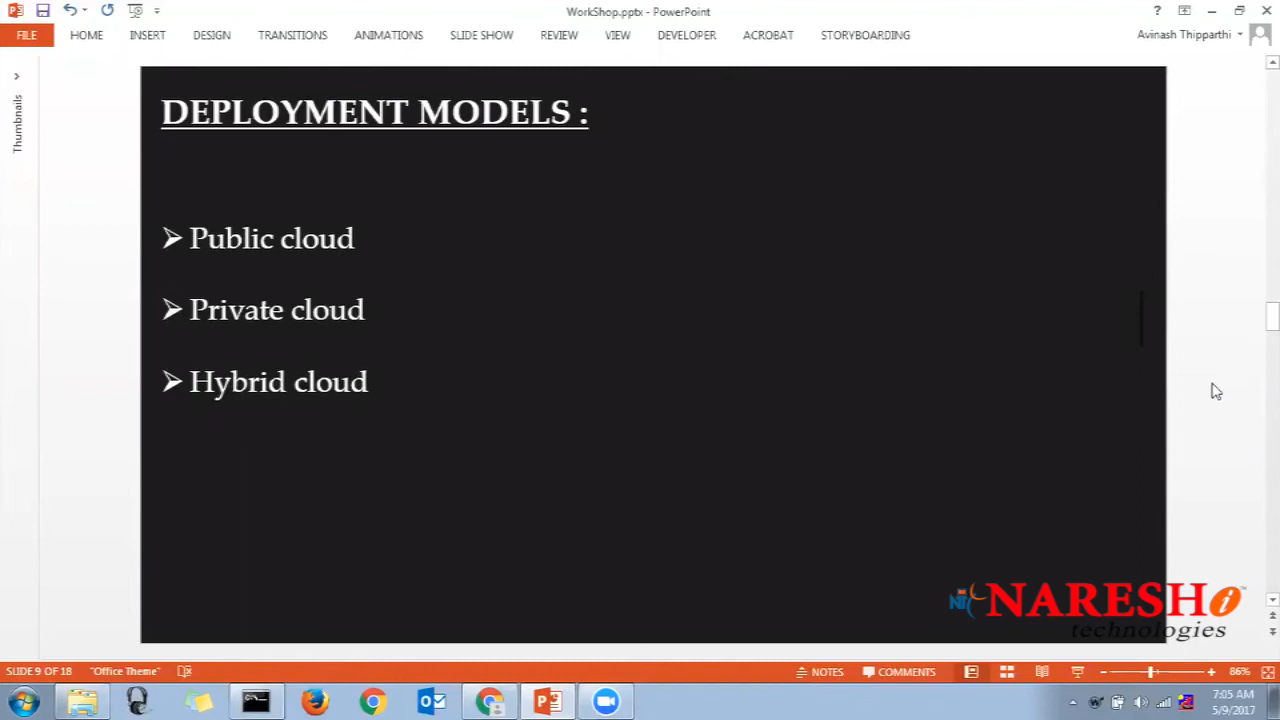 WorkShop.pptx - PowerPoint
?
FILE HOME INSERT DESIGN TRANSITIONS ANIMATIONS SLIDE SHOW REVIEW VIEW DEVELOPER ACROBAT STORYBOARDING Avinash Thipparthi
Thumbnails
DEPLOYMENT MODELS :
Public cloud
Private cloud
Hybrid cloud
NARESH i
technologies
SLIDE 9 OF 18 "Office Theme" NOTES COMMENTS 86%
7:05 AM
5/9/2017